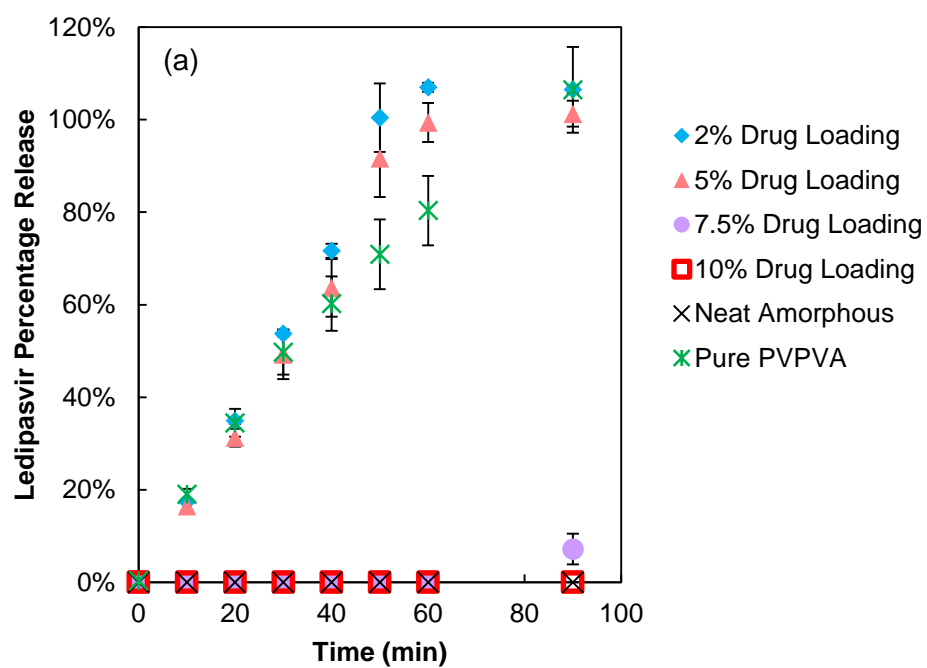 120%
(a)
100%
80%
60%
40%
20%
0%
0
20
40
60
80
100
Time (min)
Ledipasvir Percentage Release
2% Drug Loading
5% Drug Loading
7.5% Drug Loading
10% Drug Loading
Neat Amorphous
Pure PVPVA